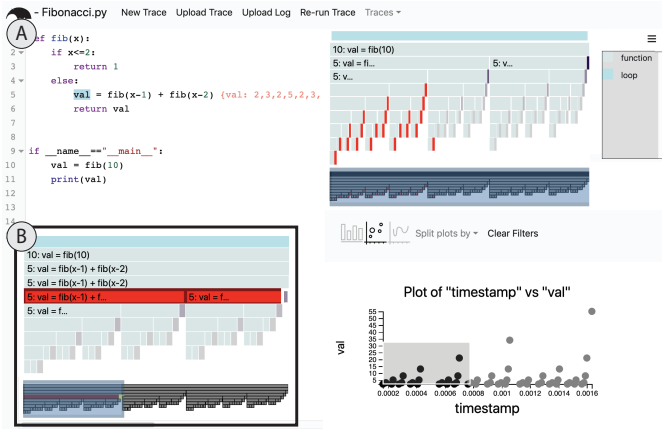 - Fibonacci.py New Trace Upload Trace Upload Log Re-run Trace Traces
A
def fib(x):
2 if x<=2:
3 return 1
4 else:
5 val = fib(x-1) + fib(x-2) {val: 2,3,2,5,2,3,
6 return val
7
8
9 if __name__=="__main__":
10 val = fib(10)
11 print(val)
12
13
14
10: val = fib(10)
5: val = fi... 5: v...
5: v...
function
loop
Split plots by Clear Filters
B
10: val = fib(10)
5: val = fib(x-1) + fib(x-2)
5: val = fib(x-1) + fib(x-2)
5: val = fib(x-1) + f... 5: val = f...
5: val = f...
Plot of "timestamp" vs "val"
val
55
50
45
40
35
30
25
20
15
10
5
0.0002 0.0004 0.0006 0.0008 0.0010 0.0012 0.0014 0.0016
timestamp